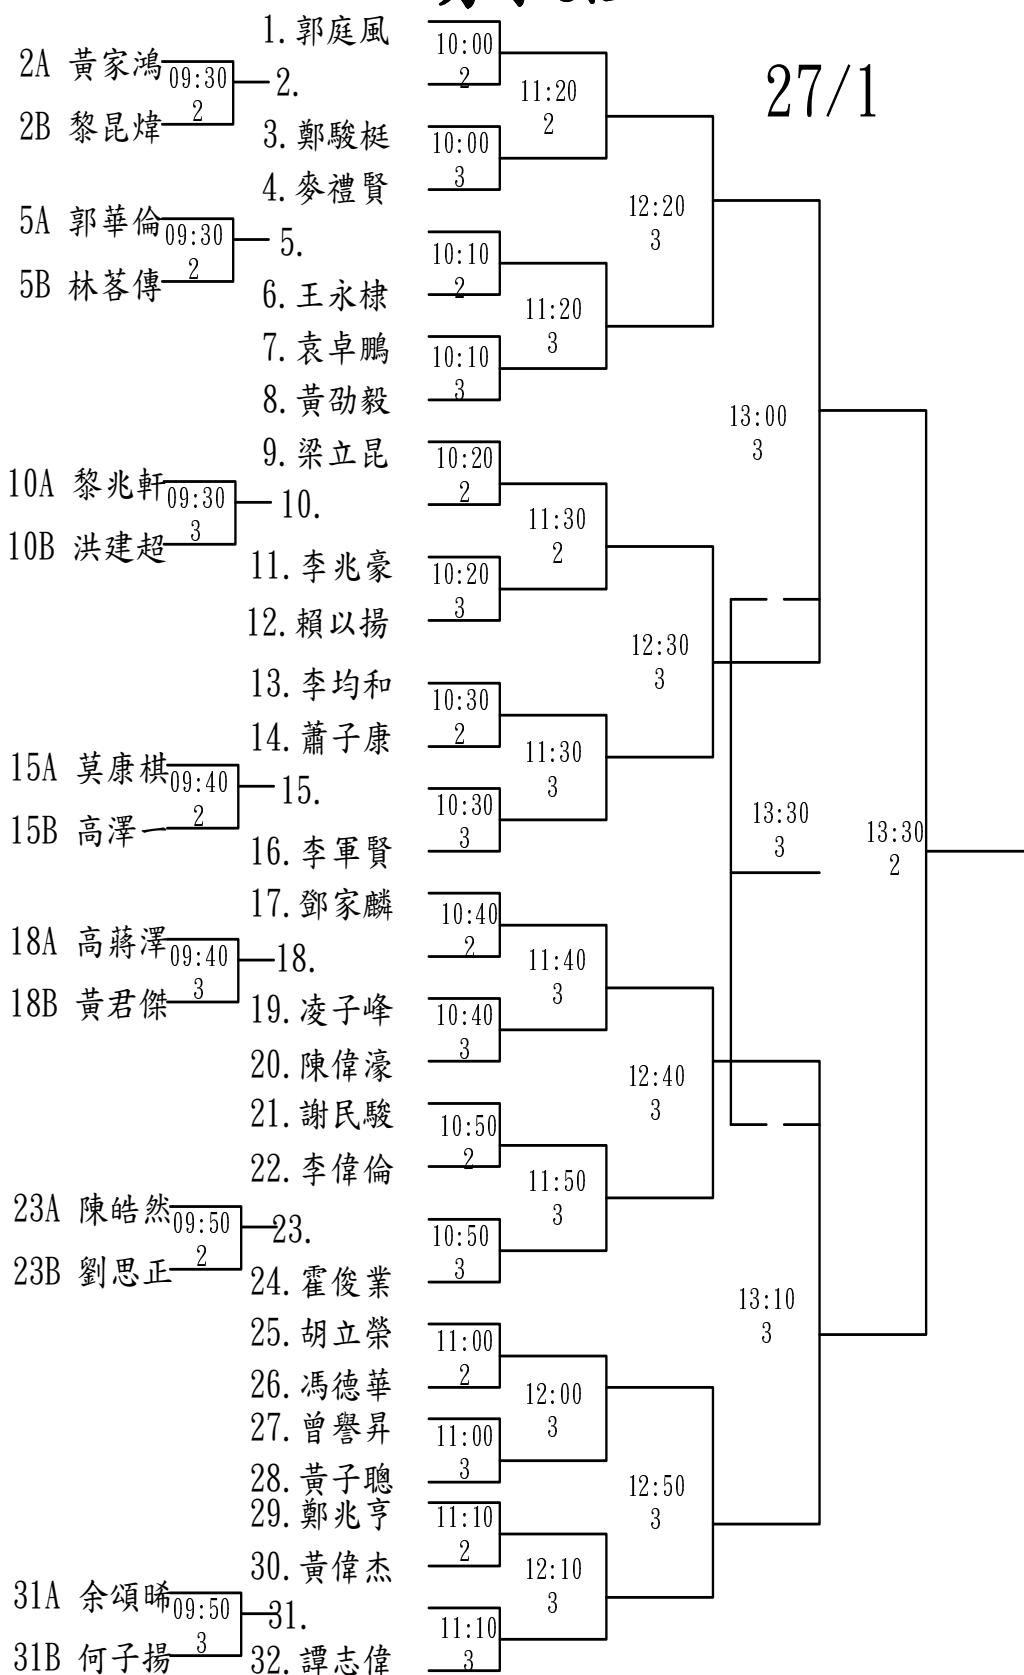 1. 郭庭風
10:00
2
2A 黃家鴻
09:30
2
2.
2B 黎昆煒
11:20
2
27/1
3. 鄭駿梃
10:00
3
4. 麥禮賢
12:20
3
5A 郭華倫
09:30
2
5.
5B 林茖傳
10:10
2
6. 王永棣
11:20
3
7. 袁卓鵬
10:10
3
8. 黃劭毅
13:00
3
9. 梁立昆
10:20
2
10A 黎兆軒
09:30
3
10.
10B 洪建超
11:30
2
11. 李兆豪
10:20
3
12. 賴以揚
12:30
3
13. 李均和
10:30
2
14. 蕭子康
11:30
3
15A 莫康棋
09:40
2
15.
15B 高澤一
10:30
3
16. 李軍賢
13:30
3
13:30
2
17. 鄧家麟
10:40
2
18A 高蔣澤
09:40
3
18.
18B 黃君傑
11:40
3
19. 凌子峰
10:40
3
20. 陳偉濠
12:40
3
21. 謝民駿
10:50
2
22. 李偉倫
11:50
3
23A 陳皓然
09:50
2
23.
23B 劉思正
10:50
3
24. 霍俊業
13:10
3
25. 胡立榮
11:00
2
26. 馮德華
12:00
3
27. 曾譽昇
11:00
3
28. 黃子聰
12:50
3
29. 鄭兆亨
11:10
2
30. 黃偉杰
12:10
3
31A 余頌晞
09:50
3
31.
31B 何子揚
11:10
3
32. 譚志偉